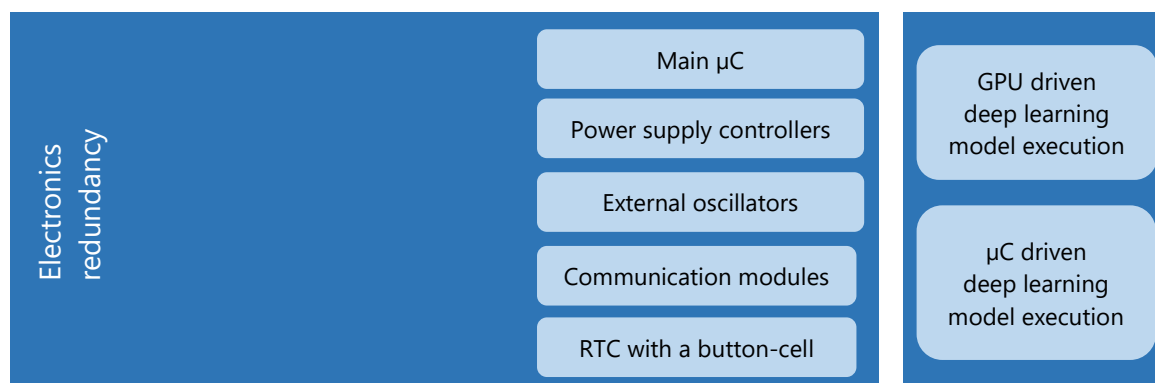 Electronics
redundancy
Main µC
Power supply controllers
External oscillators
Communication modules
RTC with a button-cell
GPU driven
deep learning
model execution
µC driven
deep learning
model execution